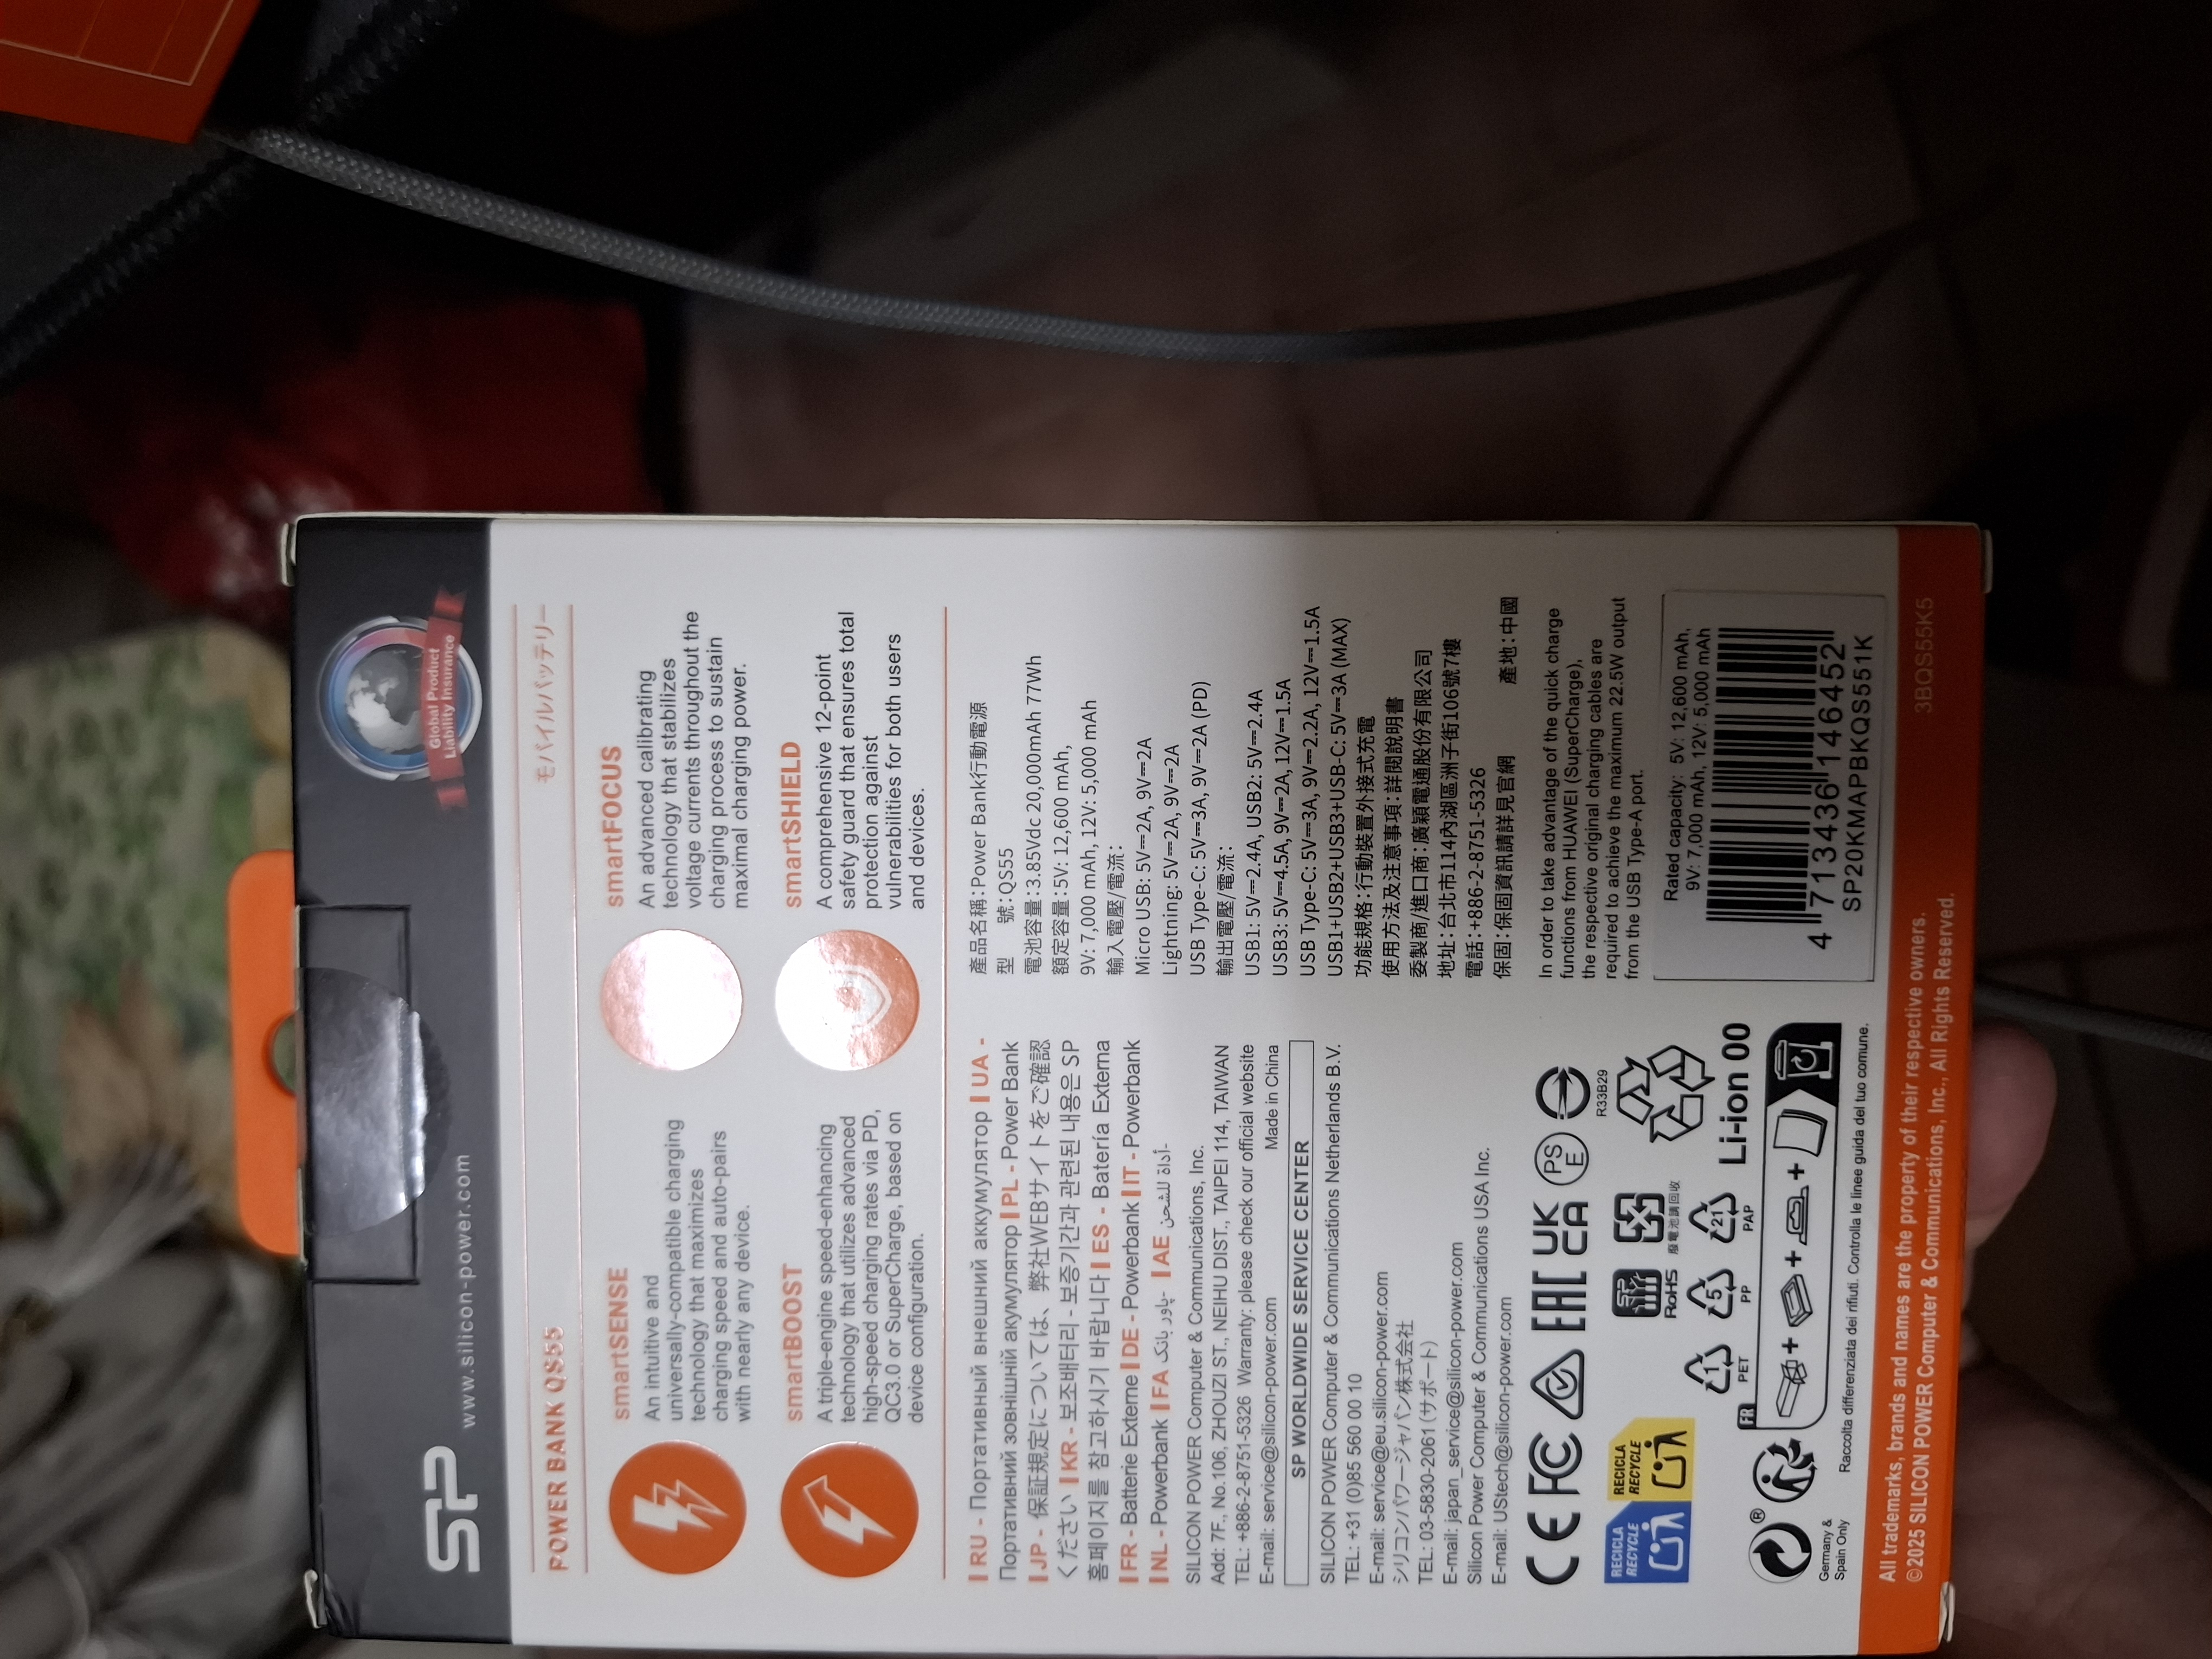 SP www.silicon-power.com
Global Product
Liability Insurance
POWER BANK QS55
モバイルバッテリー
smartSENSE
An intuitive and
universally-compatible charging
technology that maximizes
charging speed and auto-pairs
with nearly any device.
smartFOCUS
An advanced calibrating
technology that stabilizes
voltage currents throughout the
charging process to sustain
maximal charging power.
smartBOOST
A triple-engine speed-enhancing
technology that utilizes advanced
high-speed charging rates via PD,
QC3.0 or SuperCharge, based on
device configuration.
smartSHIELD
A comprehensive 12-point
safety guard that ensures total
protection against
vulnerabilities for both users
and devices.
| RU - Портативный внешний аккумулятор | UA -
Портативний зовнішній акумулятор | PL - Power Bank
| JP - 保証規定については、弊社WEBサイトをご確認
ください | KR - 보조배터리 - 보증기간과 관련된 내용은 SP
홈페이지를 참고하시기 바랍니다 | ES - Batería Externa
| FR - Batterie Externe | DE - Powerbank | IT - Powerbank
| NL - Powerbank | FA پاور بانک- | AE أداة للشحن-
SILICON POWER Computer & Communications, Inc.
Add: 7F., No.106, ZHOUZI ST., NEIHU DIST., TAIPEI 114, TAIWAN
TEL: +886-2-8751-5326 Warranty: please check our official website
E-mail: service@silicon-power.com Made in China
SP WORLDWIDE SERVICE CENTER
SILICON POWER Computer & Communications Netherlands B.V.
TEL: +31 (0)85 560 00 10
E-mail: service@eu.silicon-power.com
シリコンパワージャパン株式会社
TEL: 03-5830-2061 (サポート)
E-mail: japan_service@silicon-power.com
Silicon Power Computer & Communications USA Inc.
E-mail: UStech@silicon-power.com
產品名稱:Power Bank行動電源
型 號:QS55
電池容量:3.85Vdc 20,000mAh 77Wh
額定容量:5V: 12,600 mAh,
9V: 7,000 mAh, 12V: 5,000 mAh
輸入電壓/電流:
Micro USB: 5V⎓2A, 9V⎓2A
Lightning: 5V⎓2A, 9V⎓2A
USB Type-C: 5V⎓3A, 9V⎓2A (PD)
輸出電壓/電流:
USB1: 5V⎓2.4A, USB2: 5V⎓2.4A
USB3: 5V⎓4.5A, 9V⎓2A, 12V⎓1.5A
USB Type-C: 5V⎓3A, 9V⎓2.2A, 12V⎓1.5A
USB1+USB2+USB3+USB-C: 5V⎓3A (MAX)
功能規格:行動裝置外接式充電
使用方法及注意事項:詳閱說明書
委製商/進口商:廣穎電通股份有限公司
地址:台北市114內湖區洲子街106號7樓
電話:+886-2-8751-5326
保固:保固資訊請詳見官網 產地:中國
In order to take advantage of the quick charge
functions from HUAWEI (SuperCharge),
the respective original charging cables are
required to achieve the maximum 22.5W output
from the USB Type-A port.
Rated capacity: 5V: 12,600 mAh,
9V: 7,000 mAh, 12V: 5,000 mAh
4 713436 146452
SP20KMAPBKQS551K
CE FC EAC UK CA PS E
R33B29
RECICLA
RECYCLE
RECICLA
RECYCLE
RoHS
廢電池請回收
1 PET
5 PP
21 PAP
Li-ion 00
Germany &
Spain Only
FR
Raccolta differenziata dei rifiuti. Controlla le linee guida del tuo comune.
All trademarks, brands and names are the property of their respective owners.
©2025 SILICON POWER Computer & Communications, Inc., All Rights Reserved.
3BQS55K5